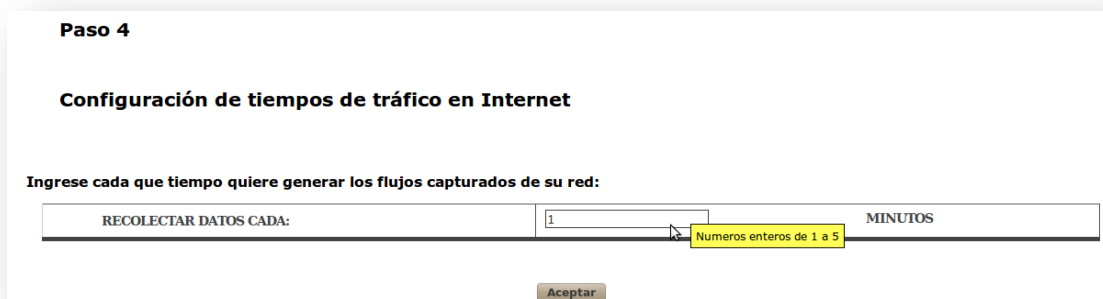 Paso 4
Configuración de tiempos de tráfico en Internet
Ingrese cada que tiempo quiere generar los flujos capturados de su red:
RECOLECTAR DATOS CADA: 1 MINUTOS
Numeros enteros de 1 a 5
Aceptar